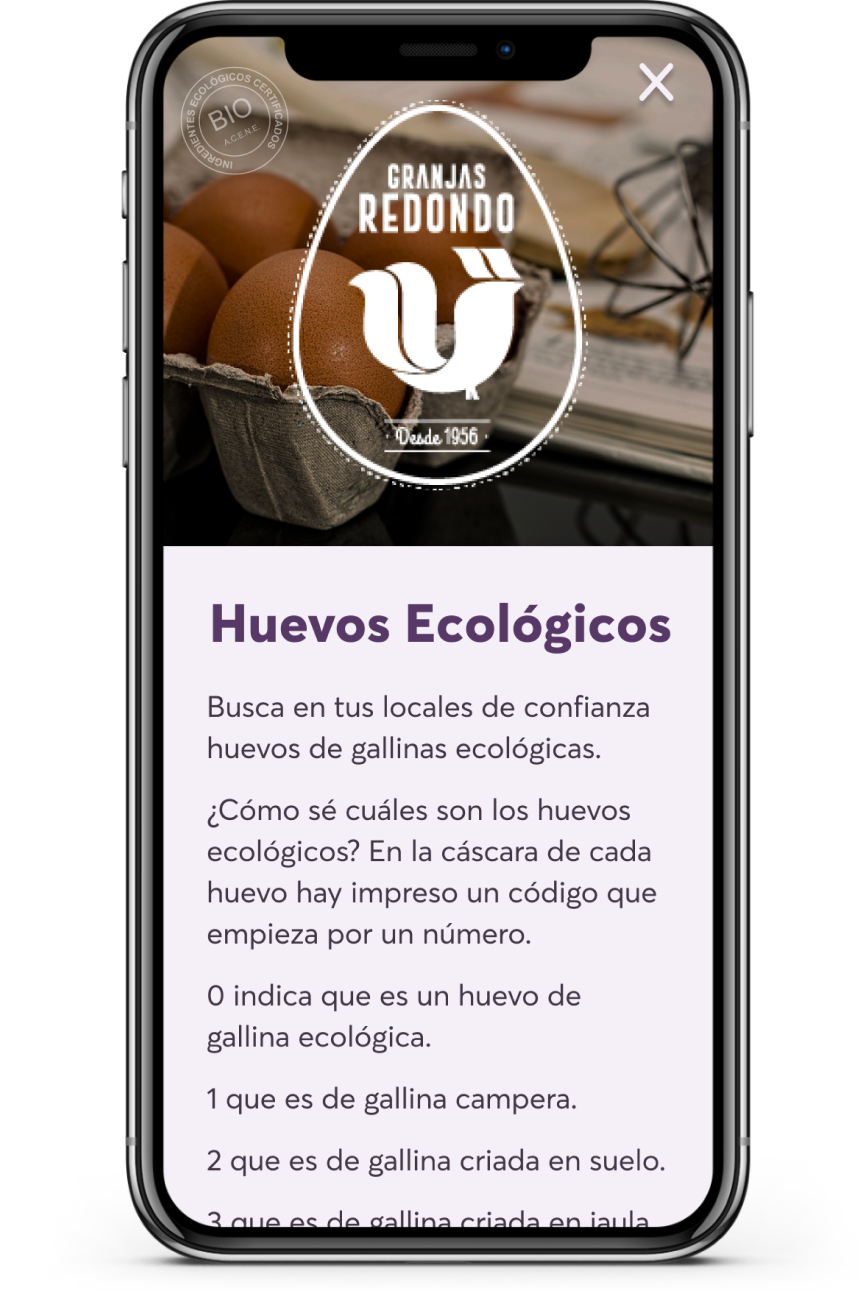 INGREDIENTES ECOLÓGICOS CERTIFICADOS
BIO
A.C.E.N.E.
GRANJAS
REDONDO
Desde 1956
Huevos Ecológicos
Busca en tus locales de confianza
huevos de gallinas ecológicas.
¿Cómo sé cuáles son los huevos
ecológicos? En la cáscara de cada
huevo hay impreso un código que
empieza por un número.
0 indica que es un huevo de
gallina ecológica.
1 que es de gallina campera.
2 que es de gallina criada en suelo.
3 que es de gallina criada en jaula